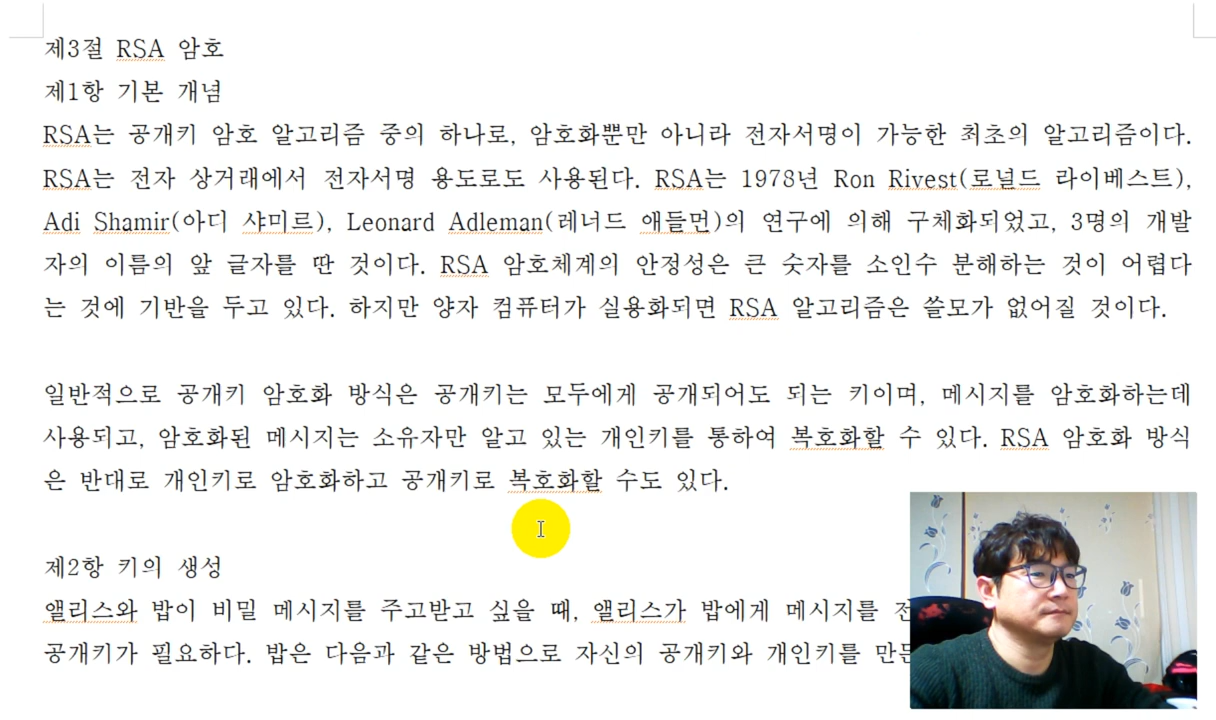 제3절 RSA 암호
제1항 기본 개념
RSA는 공개키 암호 알고리즘 중의 하나로, 암호화뿐만 아니라 전자서명이 가능한 최초의 알고리즘이다.
RSA는 전자 상거래에서 전자서명 용도로도 사용된다. RSA는 1978년 Ron Rivest(로널드 라이베스트),
Adi Shamir(아디 샤미르), Leonard Adleman(레너드 애들먼)의 연구에 의해 구체화되었고, 3명의 개발
자의 이름의 앞 글자를 딴 것이다. RSA 암호체계의 안정성은 큰 숫자를 소인수 분해하는 것이 어렵다
는 것에 기반을 두고 있다. 하지만 양자 컴퓨터가 실용화되면 RSA 알고리즘은 쓸모가 없어질 것이다.
일반적으로 공개키 암호화 방식은 공개키는 모두에게 공개되어도 되는 키이며, 메시지를 암호화하는데
사용되고, 암호화된 메시지는 소유자만 알고 있는 개인키를 통하여 복호화할 수 있다. RSA 암호화 방식
은 반대로 개인키로 암호화하고 공개키로 복호화할 수도 있다.
제2항 키의 생성
앨리스와 밥이 비밀 메시지를 주고받고 싶을 때, 앨리스가 밥에게 메시지를
공개키가 필요하다. 밥은 다음과 같은 방법으로 자신의 공개키와 개인키를